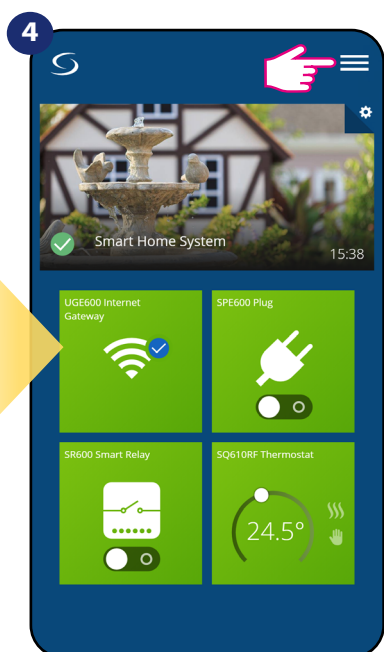 4
Smart Home System
15:38
UGE600 Internet
Gateway
SPE600 Plug
SR600 Smart Relay
SQ610RF Thermostat
24.5°